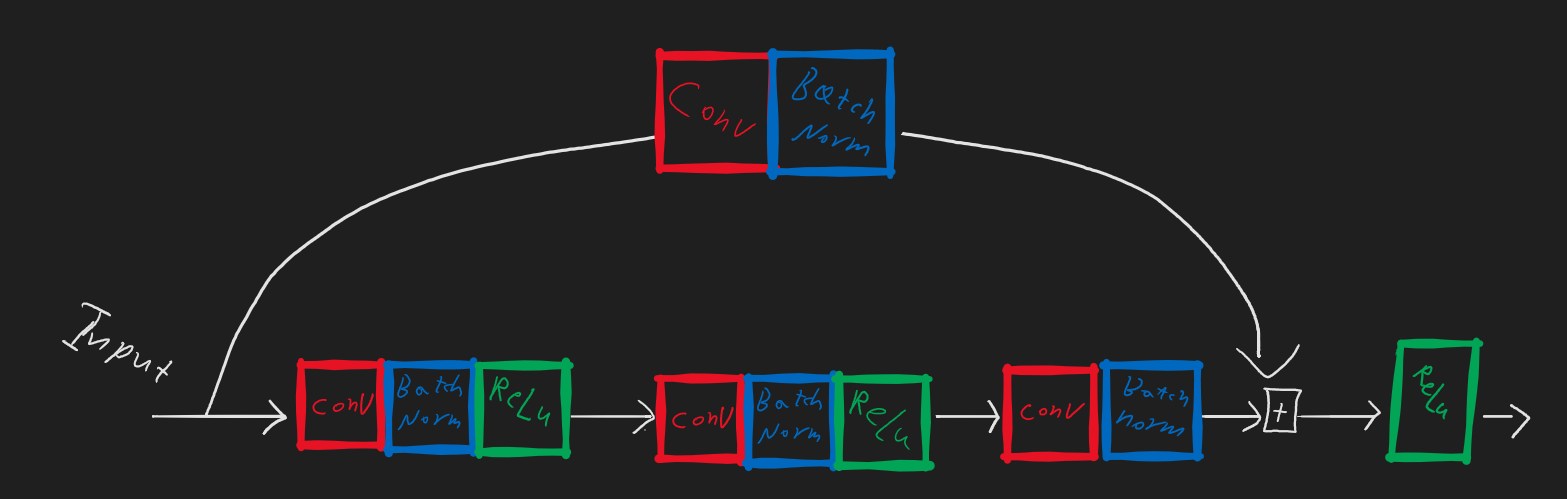 Conv
Batch
Norm
Input
Conv
Batch
Norm
ReLu
Conv
Batch
Norm
ReLu
Conv
Batch
norm
+
ReLu